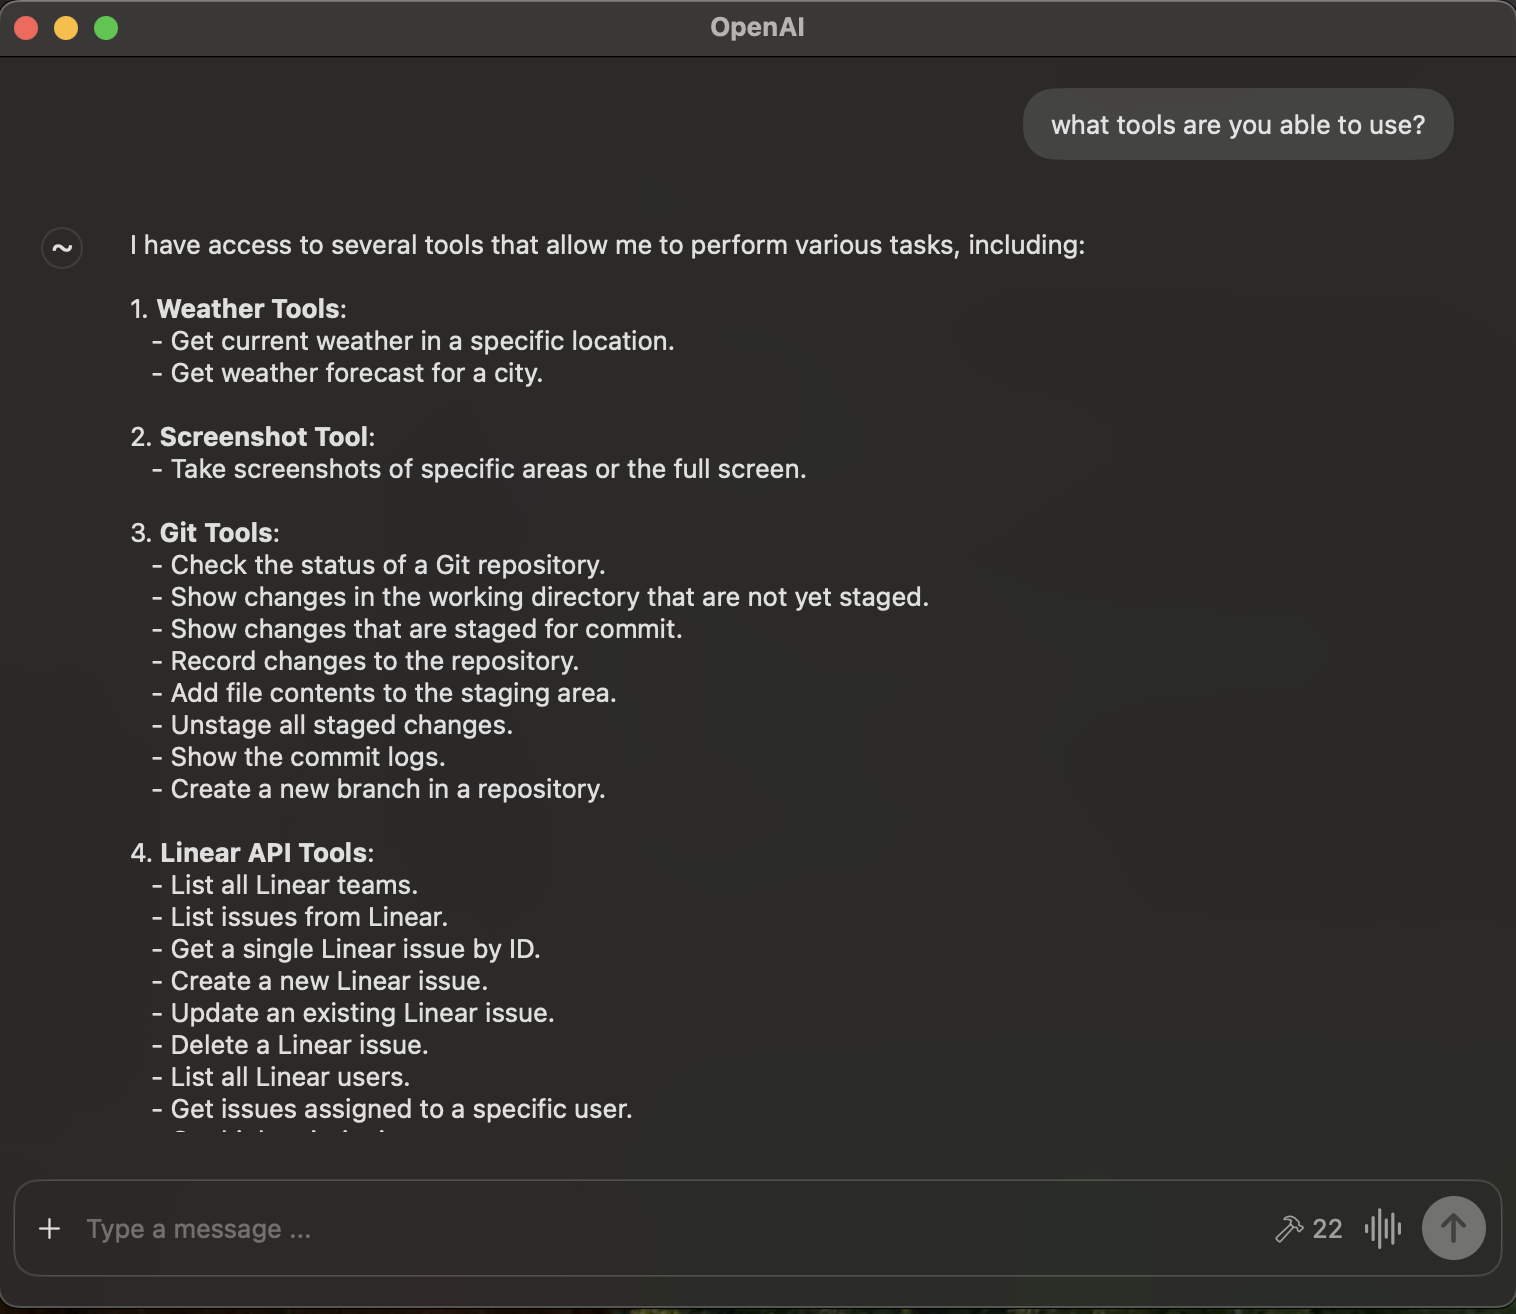 OpenAI
what tools are you able to use?
~
I have access to several tools that allow me to perform various tasks, including:
1. Weather Tools:
- Get current weather in a specific location.
- Get weather forecast for a city.
2. Screenshot Tool:
- Take screenshots of specific areas or the full screen.
3. Git Tools:
- Check the status of a Git repository.
- Show changes in the working directory that are not yet staged.
- Show changes that are staged for commit.
- Record changes to the repository.
- Add file contents to the staging area.
- Unstage all staged changes.
- Show the commit logs.
- Create a new branch in a repository.
4. Linear API Tools:
- List all Linear teams.
- List issues from Linear.
- Get a single Linear issue by ID.
- Create a new Linear issue.
- Update an existing Linear issue.
- Delete a Linear issue.
- List all Linear users.
- Get issues assigned to a specific user.
+ Type a message ... 22